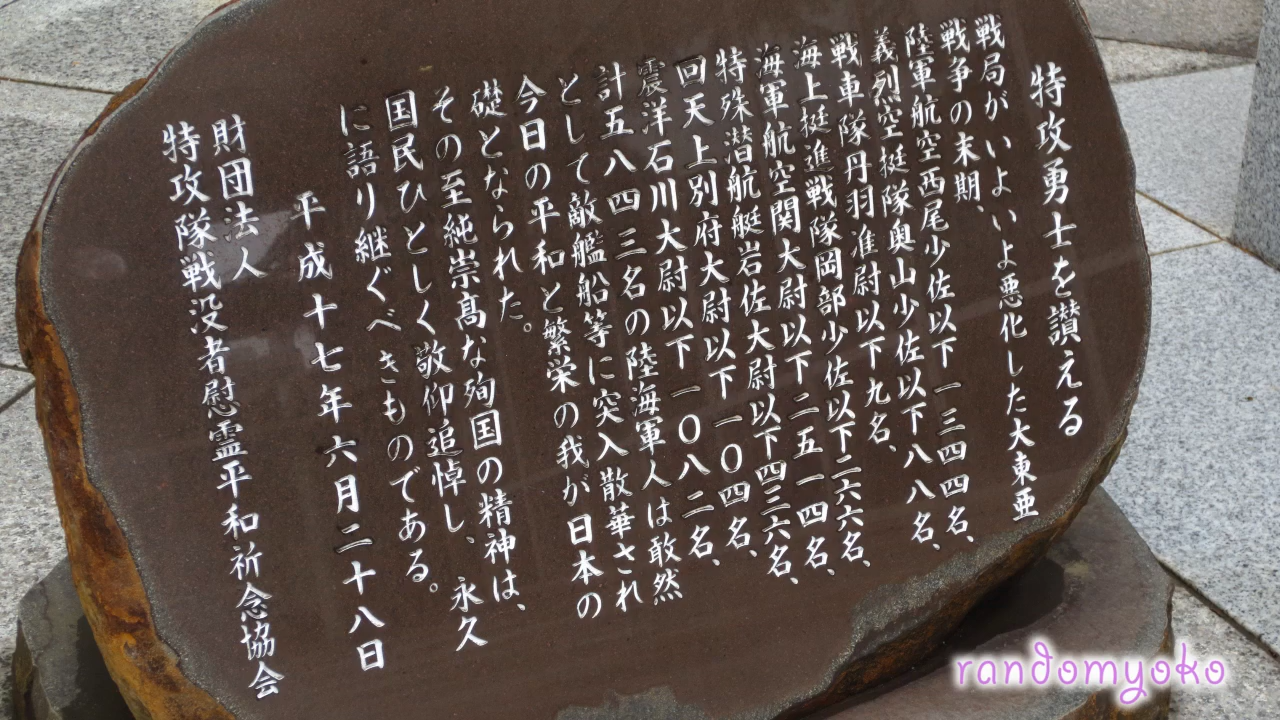 特攻勇士を讃える
戦局がいよいよ悪化した大東亜
戦争の末期、
陸軍航空西尾少佐以下一三四四名、
義烈空挺隊奥山少佐以下八八名、
戦車隊丹羽准尉以下九名、
海上挺進戦隊岡部少佐以下二六六名、
海軍航空関大尉以下二五一四名、
特殊潜航艇岩佐大尉以下四三六名、
回天上別府大尉以下一〇四名、
震洋石川大尉以下一〇八二名、
計五八四三名の陸海軍人は敢然
として敵艦船等に突入散華され
今日の平和と繁栄の我が日本の
礎となられた。
その至純崇高な殉国の精神は、
国民ひとしく敬仰追悼し、永久
に語り継ぐべきものである。
平成十七年六月二十八日
財団法人
特攻隊戦没者慰霊平和祈念協会
randomyoko